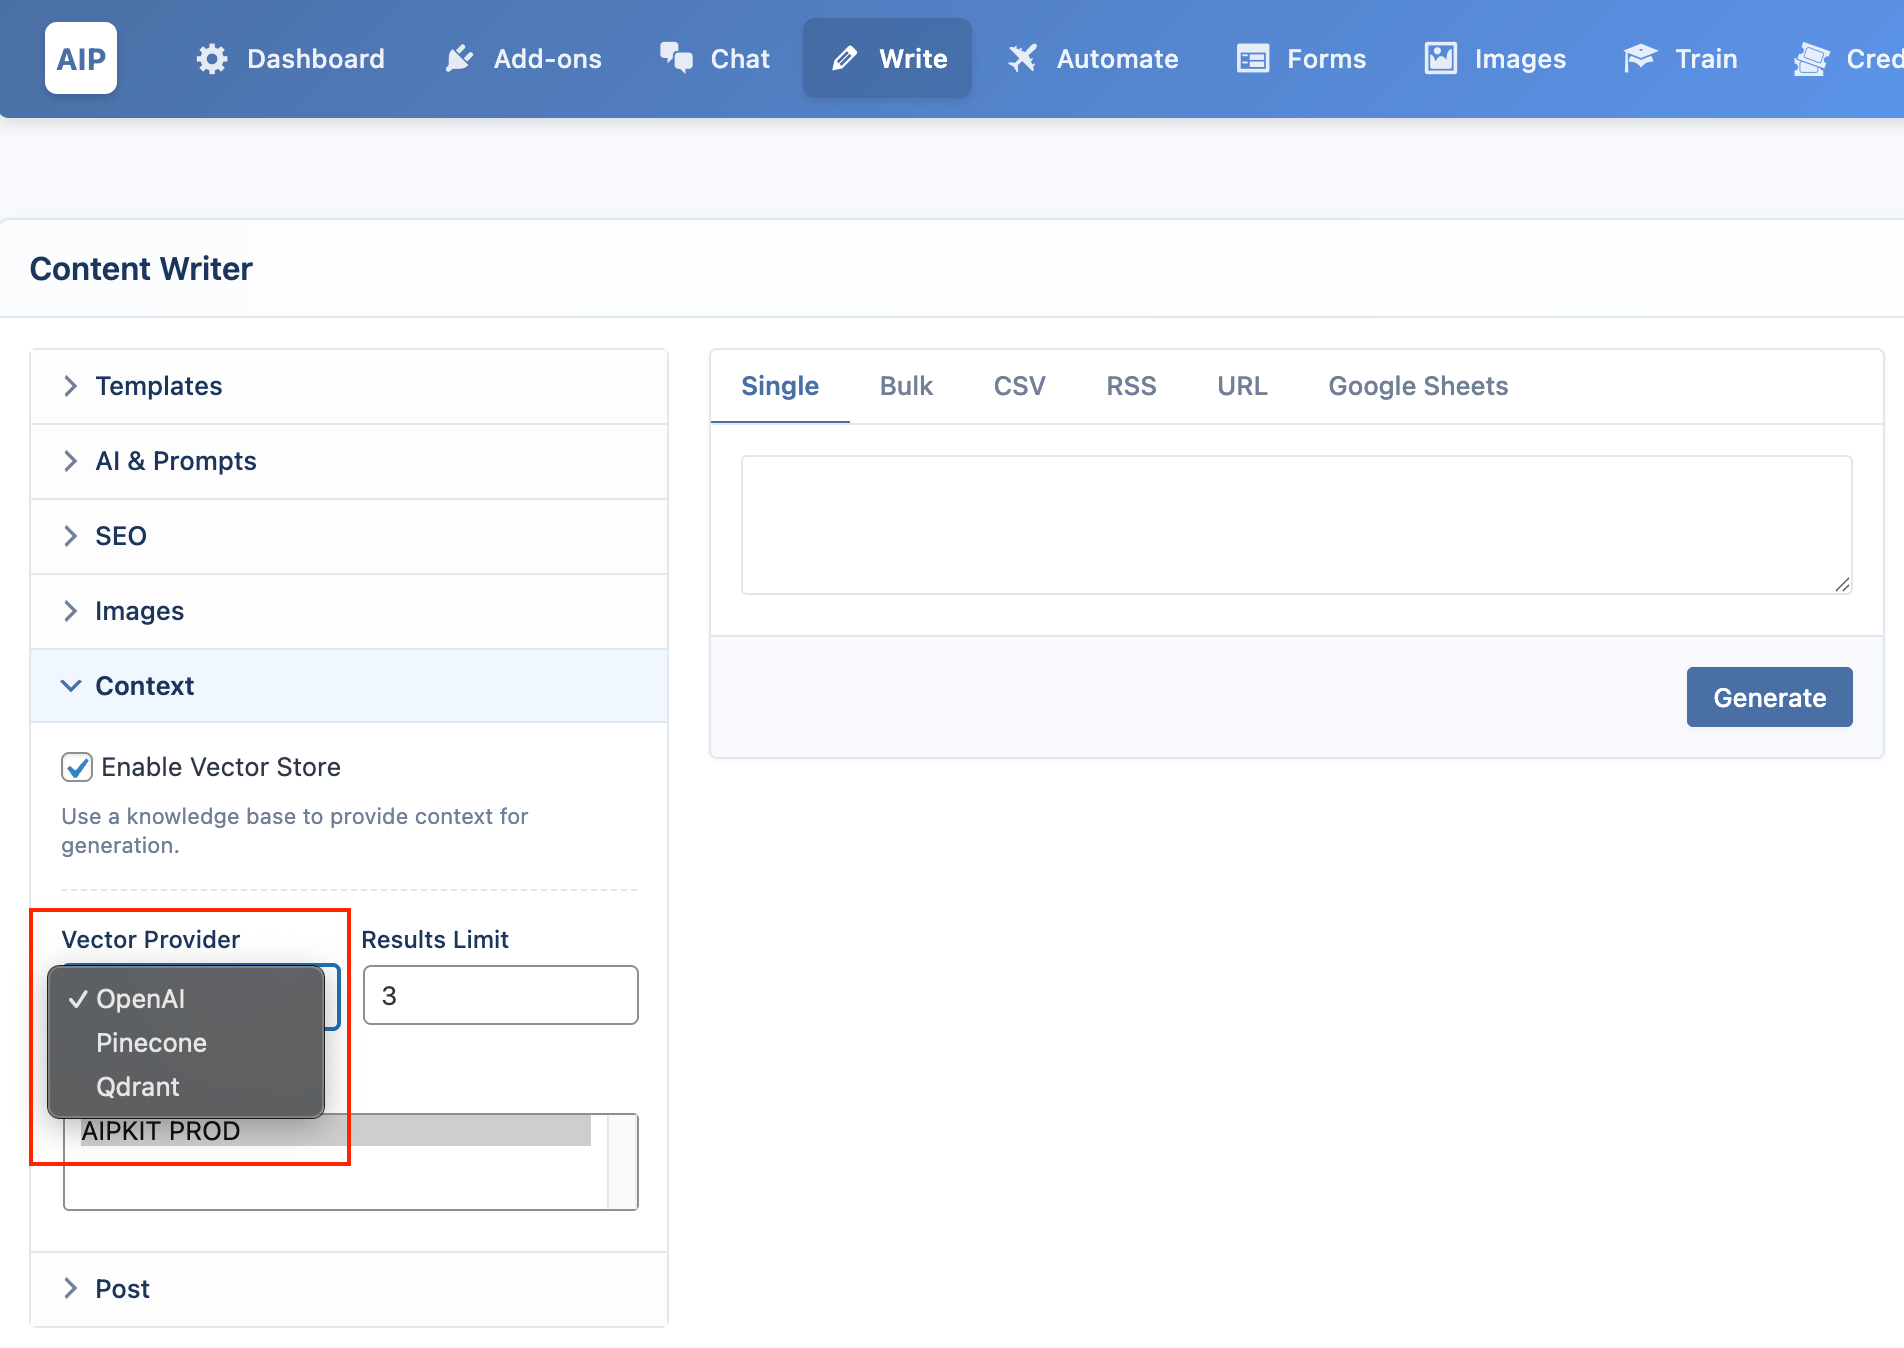 AIP
Dashboard
Add-ons
Chat
Write
Automate
Forms
Images
Train
Cred
Content Writer
Templates
AI & Prompts
SEO
Images
Context
Enable Vector Store
Use a knowledge base to provide context for
generation.
Vector Provider
Results Limit
OpenAI
Pinecone
Qdrant
3
AIPKIT PROD
Post
Single
Bulk
CSV
RSS
URL
Google Sheets
Generate